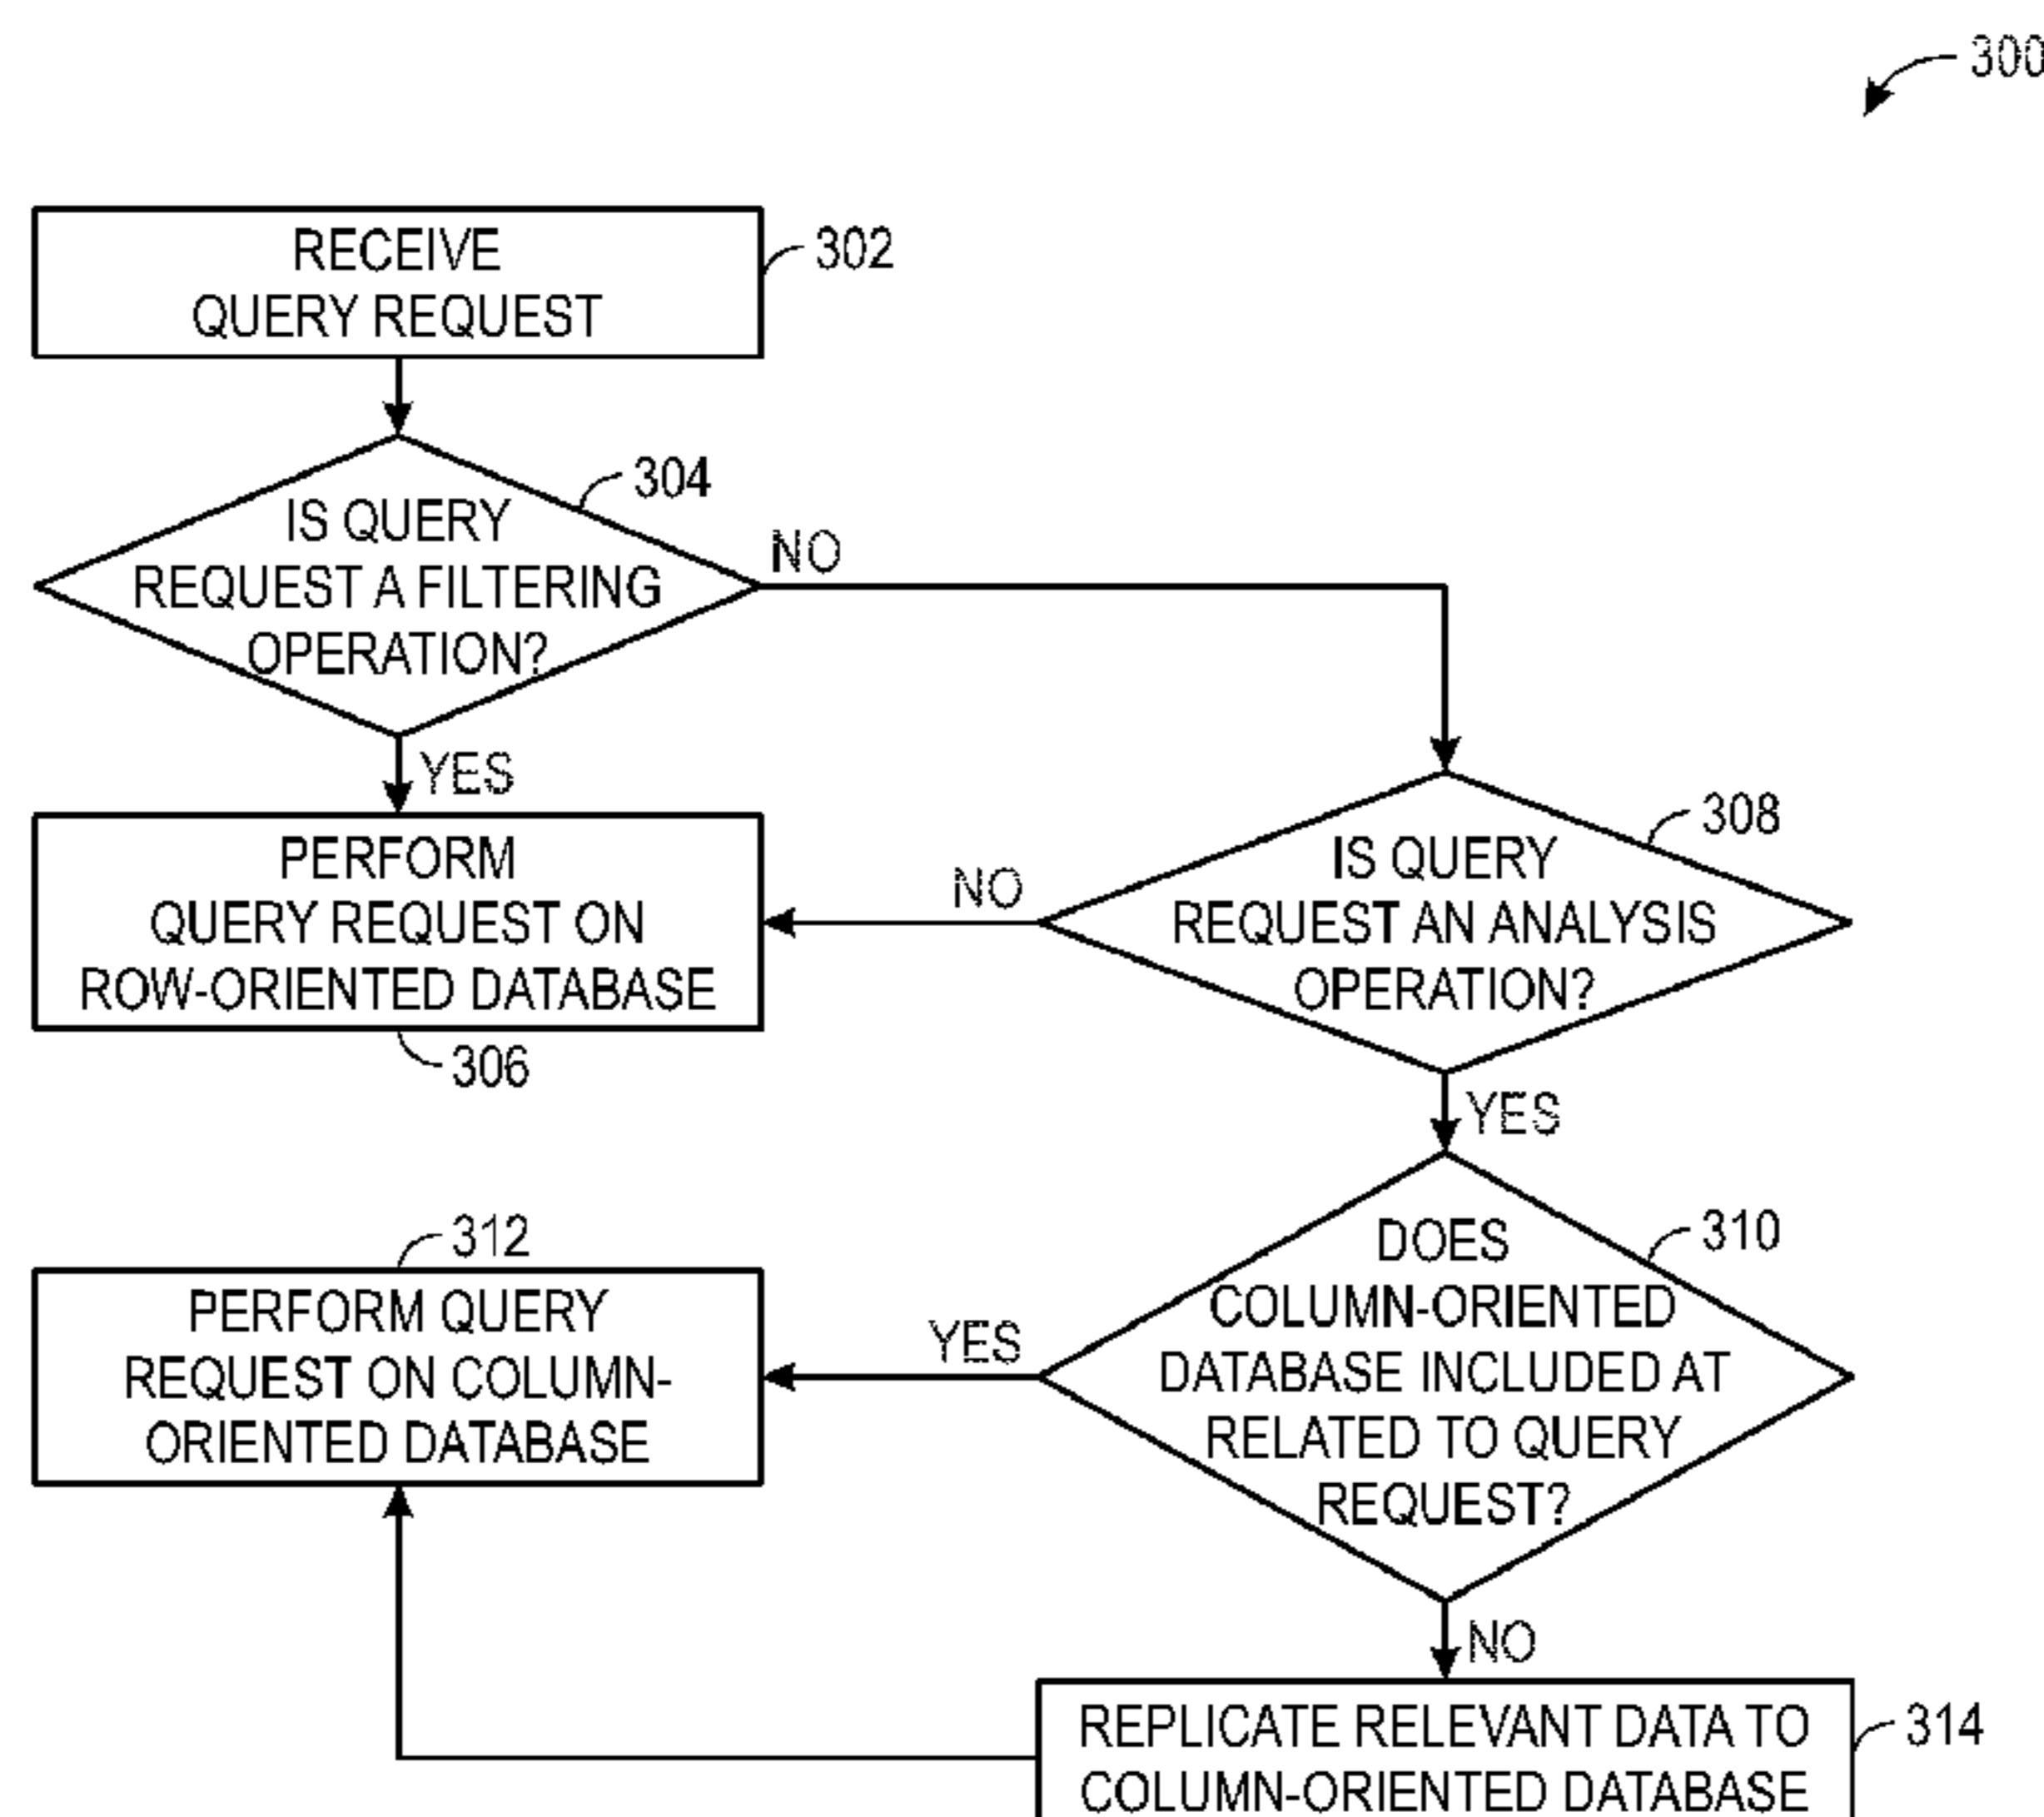 300
RECEIVE
QUERY REQUEST
302
304
IS QUERY
REQUEST A FILTERING
OPERATION?
NO
YES
PERFORM
QUERY REQUEST ON
ROW-ORIENTED DATABASE
306
308
IS QUERY
REQUEST AN ANALYSIS
OPERATION?
NO
YES
310
DOES
COLUMN-ORIENTED
DATABASE INCLUDED AT
RELATED TO QUERY
REQUEST?
YES
312
PERFORM QUERY
REQUEST ON COLUMN-
ORIENTED DATABASE
NO
REPLICATE RELEVANT DATA TO
COLUMN-ORIENTED DATABASE
314